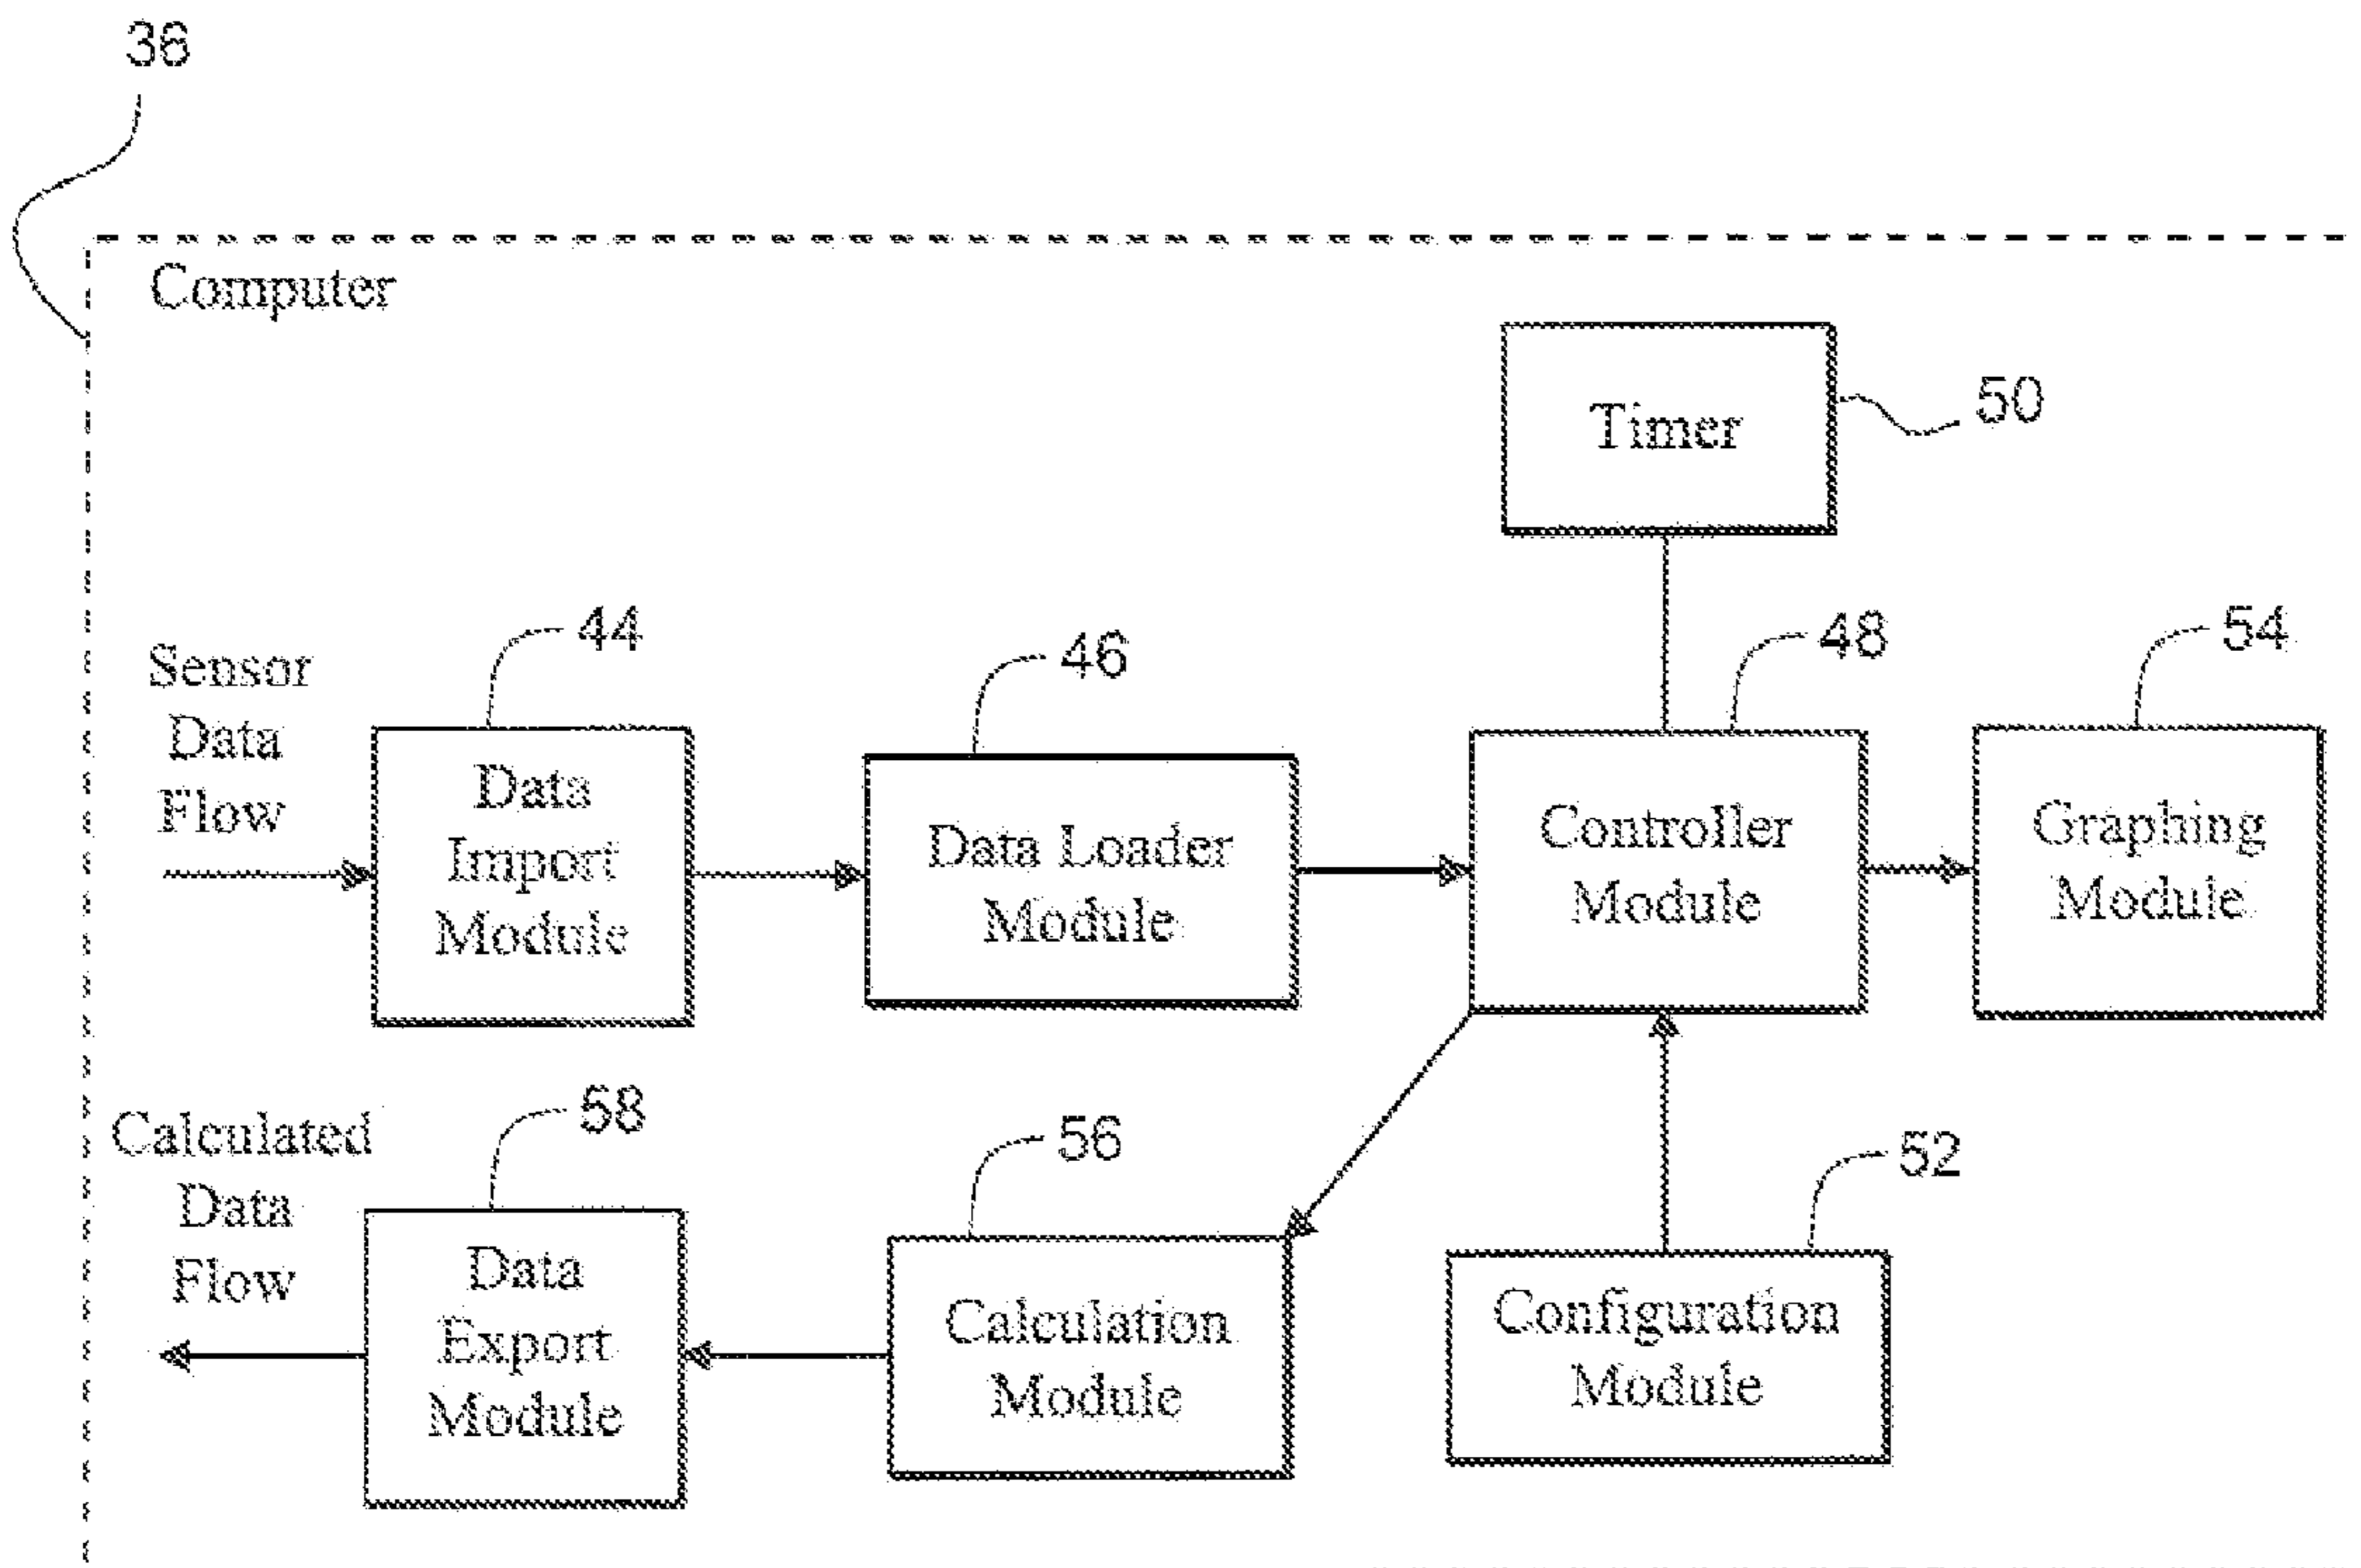 36
Computer
Timer
50
Sensor
Data
Flow
44
Data
Import
Module
46
Data Loader
Module
48
Controller
Module
54
Graphing
Module
Calculated
Data
Flow
58
Data
Export
Module
56
Calculation
Module
52
Configuration
Module